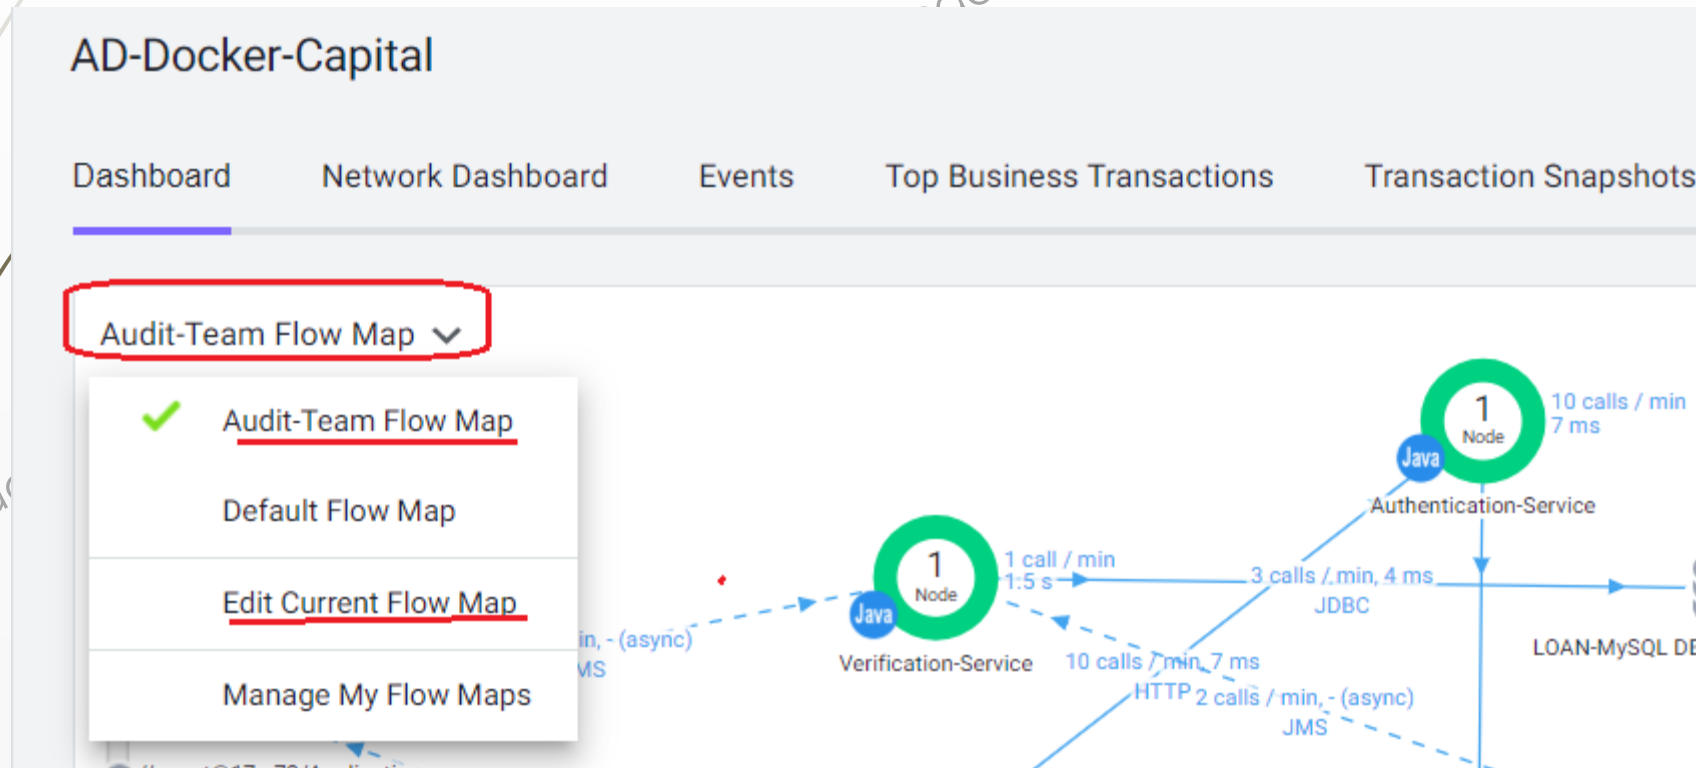 AD-Docker-Capital
Dashboard
Network Dashboard
Events
Top Business Transactions
Transaction Snapshots
Audit-Team Flow Map
Audit-Team Flow Map
Default Flow Map
Edit Current Flow Map
Manage My Flow Maps
1
Node
Java
10 calls / min
7 ms
Authentication-Service
1
Node
Java
1 call / min
1.5 s
Verification-Service
3 calls / min, 4 ms
JDBC
- (async)
10 calls / min, 7 ms
HTTP
2 calls / min, - (async)
JMS
LOAN-MySQL